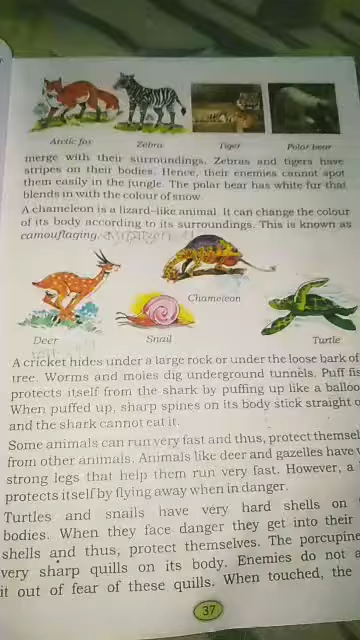 Arctic fox Zebra Tiger Polar bear
merge with their surroundings. Zebras and tigers have
stripes on their bodies. Hence, their enemies cannot spot
them easily in the jungle. The polar bear has white fur that
blends in with the colour of snow.
A chameleon is a lizard-like animal. It can change the colour
of its body according to its surroundings. This is known as
camouflaging.
Chameleon
Deer Snail Turtle
A cricket hides under a large rock or under the loose bark of
tree. Worms and moles dig underground tunnels. Puff fis
protects itself from the shark by puffing up like a balloo
When puffed up, sharp spines on its body stick straight o
and the shark cannot eat it.
Some animals can run very fast and thus, protect themsel
from other animals. Animals like deer and gazelles have
strong legs that help them run very fast. However, a
protects itself by flying away when in danger.
Turtles and snails have very hard shells on
bodies. When they face danger they get into their
shells and thus, protect themselves. The porcupine
very sharp quills on its body. Enemies do not a
it out of fear of these quills. When touched, the
37